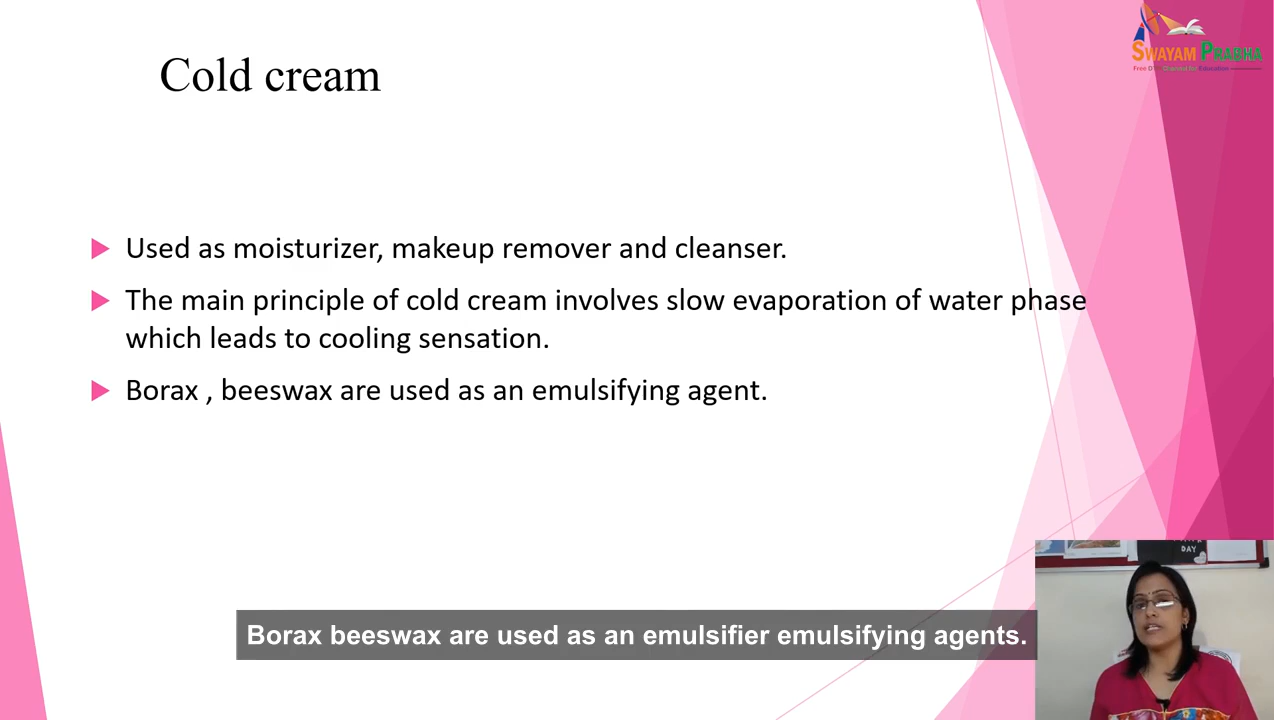 Cold cream
SWAYAM PRABHA
Used as moisturizer, makeup remover and cleanser.
The main principle of cold cream involves slow evaporation of water phase
which leads to cooling sensation.
Borax , beeswax are used as an emulsifying agent.
DAY
Borax beeswax are used as an emulsifier emulsifying agents.